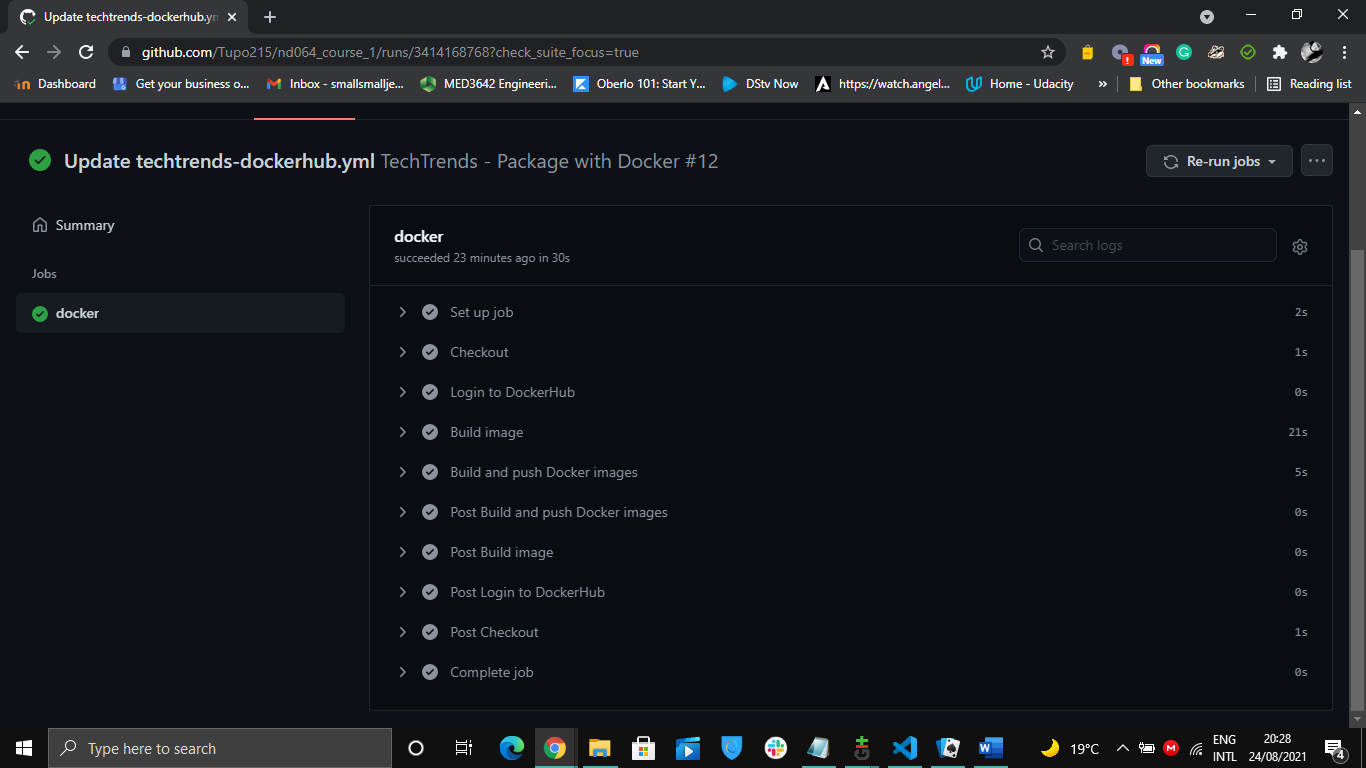 Update techtrends-dockerhub.yml
github.com/Tupo215/nd064_course_1/runs/3414168768?check_suite_focus=true
New
Dashboard
Get your business o...
Inbox - smallsmallje...
MED3642 Engineeri...
Oberlo 101: Start Y...
DStv Now
https://watch.angel...
Home - Udacity
»
Other bookmarks
Reading list
Update techtrends-dockerhub.yml TechTrends - Package with Docker #12
Re-run jobs
Summary
Jobs
docker
docker
succeeded 23 minutes ago in 30s
Search logs
Set up job 2s
Checkout 1s
Login to DockerHub 0s
Build image 21s
Build and push Docker images 5s
Post Build and push Docker images 0s
Post Build image 0s
Post Login to DockerHub 0s
Post Checkout 1s
Complete job 0s
Type here to search
19°C
ENG
INTL
20:28
24/08/2021
4